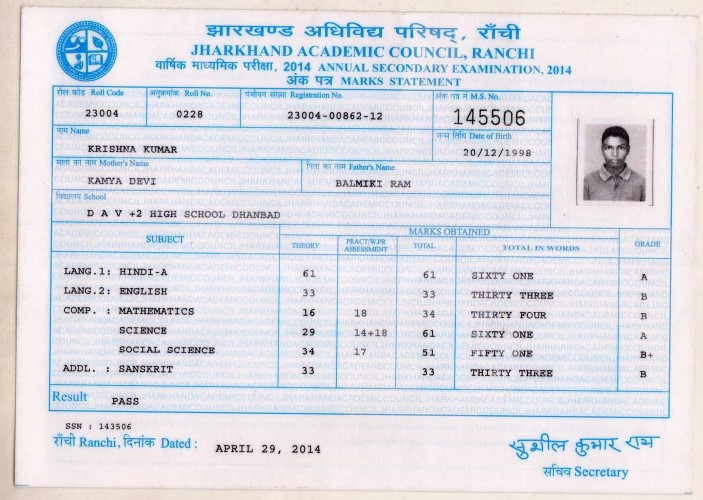 झारखण्ड अधिविद्य परिषद्, राँची
JHARKHAND ACADEMIC COUNCIL, RANCHI
वार्षिक माध्यमिक परीक्षा, 2014 ANNUAL SECONDARY EXAMINATION, 2014
अंक पत्र MARKS STATEMENT
रोल कोड Roll Code अनुक्रमांक Roll No. पंजीयन संख्या Registration No. अंक पत्र सं M.S. No.
23004 0228 23004-00862-12 145506
नाम Name जन्म तिथि Date of Birth
KRISHNA KUMAR 20/12/1998
माता का नाम Mother's Name पिता का नाम Father's Name
KAMYA DEVI BALMIKI RAM
विद्यालय School
D A V +2 HIGH SCHOOL DHANBAD
SUBJECT MARKS OBTAINED GRADE
THEORY PRACT/W.PR ASSESSMENT TOTAL TOTAL IN WORDS
LANG.1: HINDI-A 61 61 SIXTY ONE A
LANG.2: ENGLISH 33 33 THIRTY THREE B
COMP. : MATHEMATICS 16 18 34 THIRTY FOUR B
SCIENCE 29 14+18 61 SIXTY ONE A
SOCIAL SCIENCE 34 17 51 FIFTY ONE B+
ADDL. : SANSKRIT 33 33 THIRTY THREE B
Result PASS
SSN : 143506
राँची Ranchi, दिनांक Dated : APRIL 29, 2014
सुशील कुमार राय
सचिव Secretary